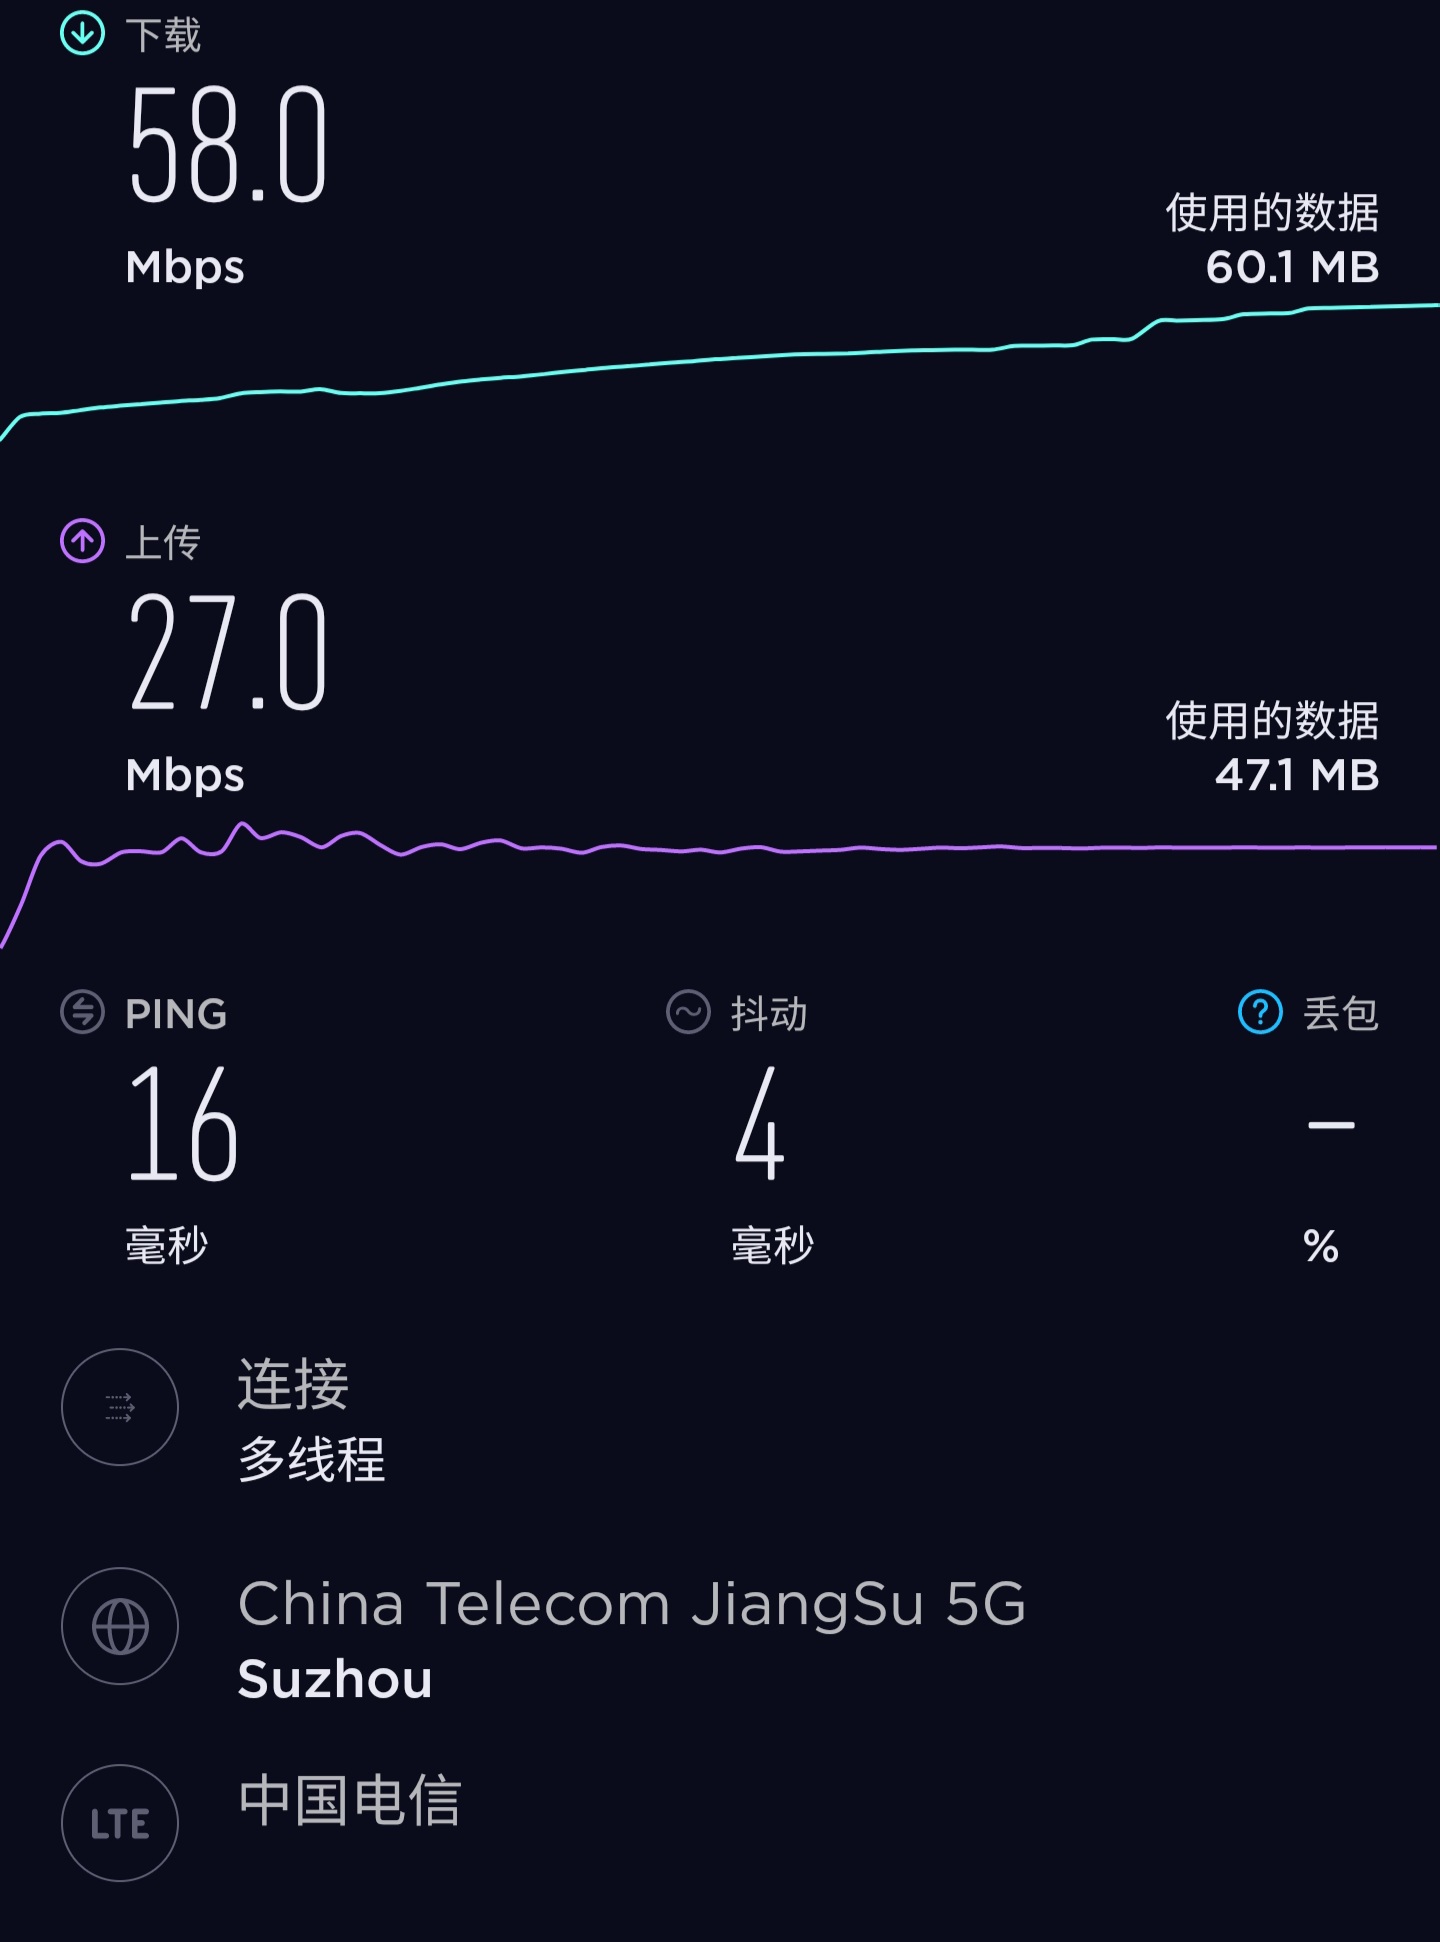 下载
58.0
Mbps
使用的数据
60.1 MB
上传
27.0
Mbps
使用的数据
47.1 MB
PING 抖动 ? 丢包
16 4 –
毫秒 毫秒 %
连接
多线程
China Telecom JiangSu 5G
Suzhou
LTE 中国电信